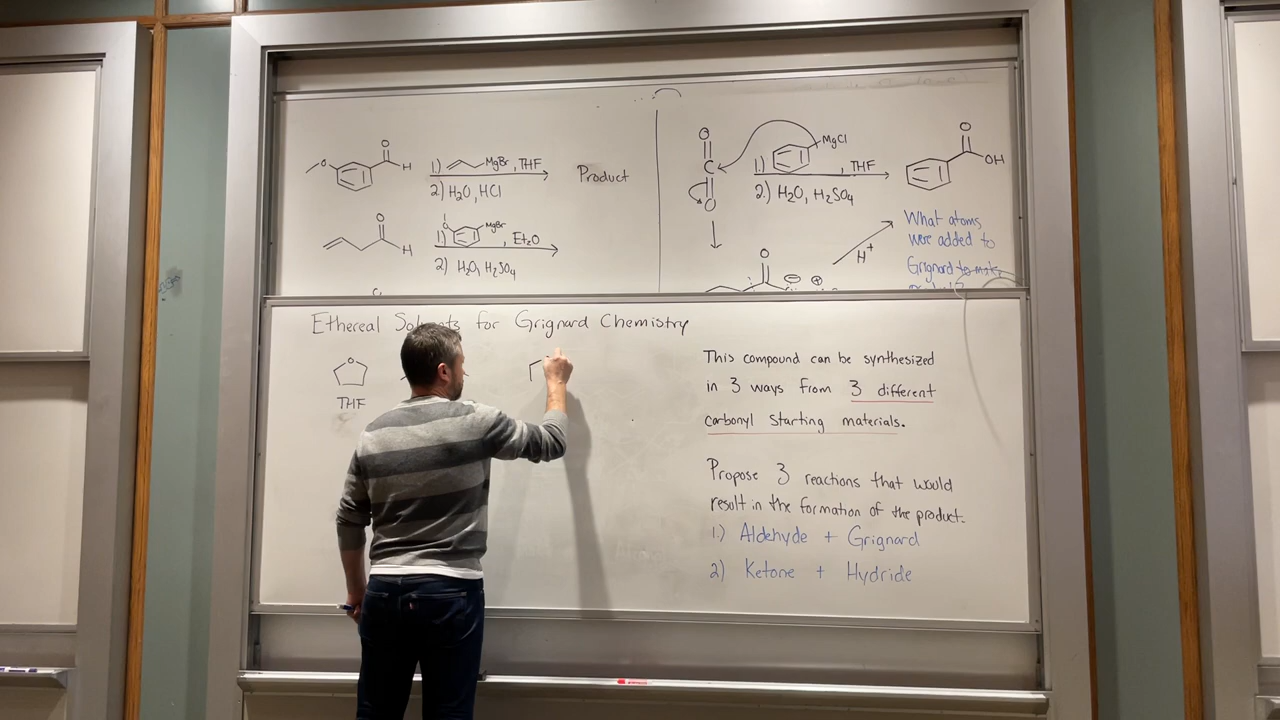 O
H
1) MgBr, THF
2) H2O, HCl
Product
O
H
1) MgBr, Et2O
2) H2O, H2SO4
O
C
O
MgCl
1.) , THF
2.) H2O, H2SO4
O
OH
O
⊖ ⊕
H+
What atoms
were added to
Grignard to make
Ethereal Solvents for Grignard Chemistry
O
THF
This compound can be synthesized
in 3 ways from 3 different
carbonyl starting materials.
Propose 3 reactions that would
result in the formation of the product.
1.) Aldehyde + Grignard
2) Ketone + Hydride